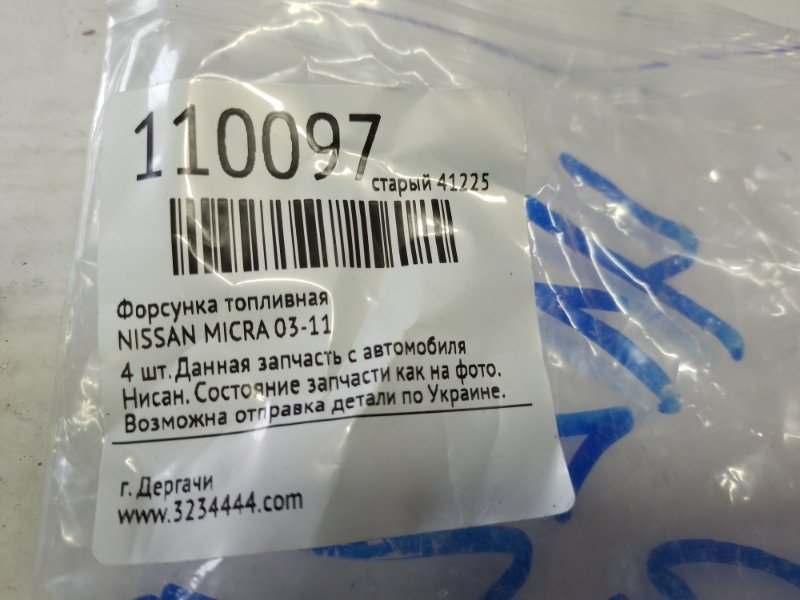 110097
старый 41225
Форсунка топливная
NISSAN MICRA 03-11
4 шт. Данная запчасть с автомобиля
Нисан. Состояние запчасти как на фото.
Возможна отправка детали по Украине.
г. Дергачи
www.3234444.com